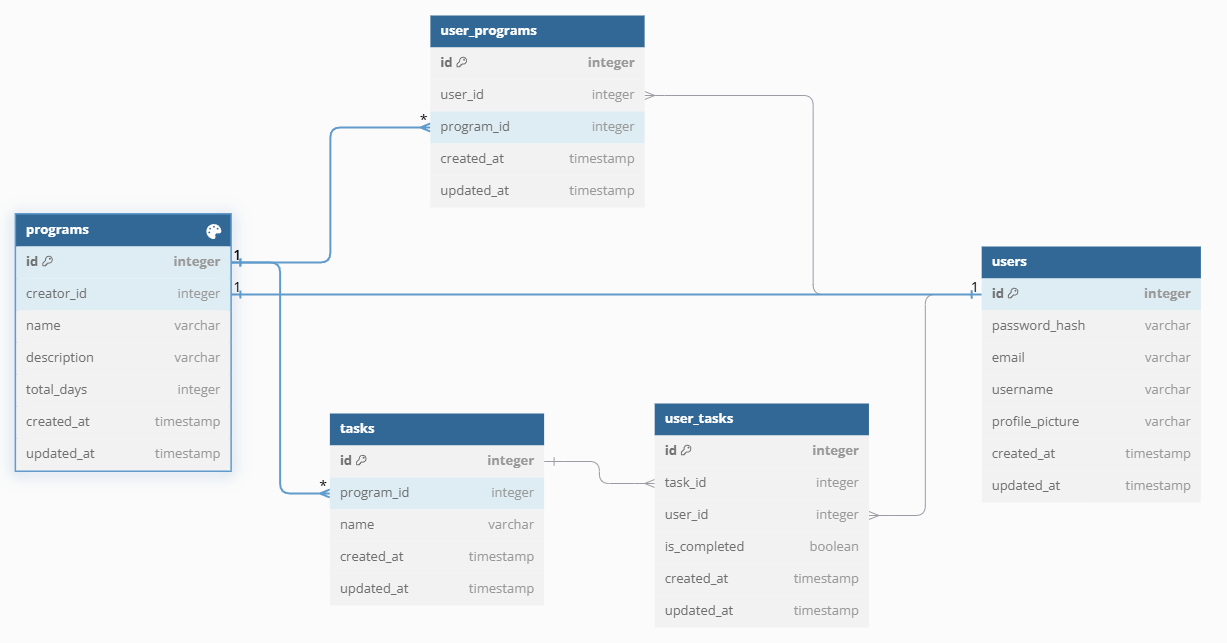 user_programs
id integer
user_id integer
* program_id integer
created_at timestamp
updated_at timestamp
programs
id integer 1
creator_id integer 1
name varchar
description varchar
total_days integer
created_at timestamp
updated_at timestamp
users
1 id integer
password_hash varchar
email varchar
username varchar
profile_picture varchar
created_at timestamp
updated_at timestamp
tasks
id integer
* program_id integer
name varchar
created_at timestamp
updated_at timestamp
user_tasks
id integer
task_id integer
user_id integer
is_completed boolean
created_at timestamp
updated_at timestamp